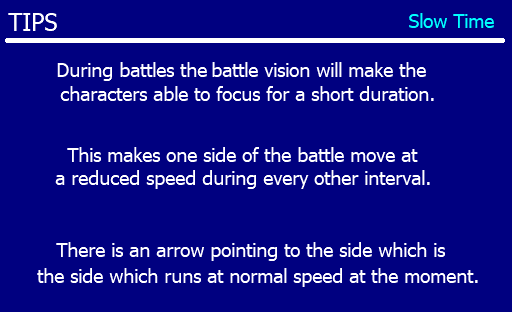 TIPS
Slow Time
During battles the battle vision will make the
characters able to focus for a short duration.
This makes one side of the battle move at
a reduced speed during every other interval.
There is an arrow pointing to the side which is
the side which runs at normal speed at the moment.